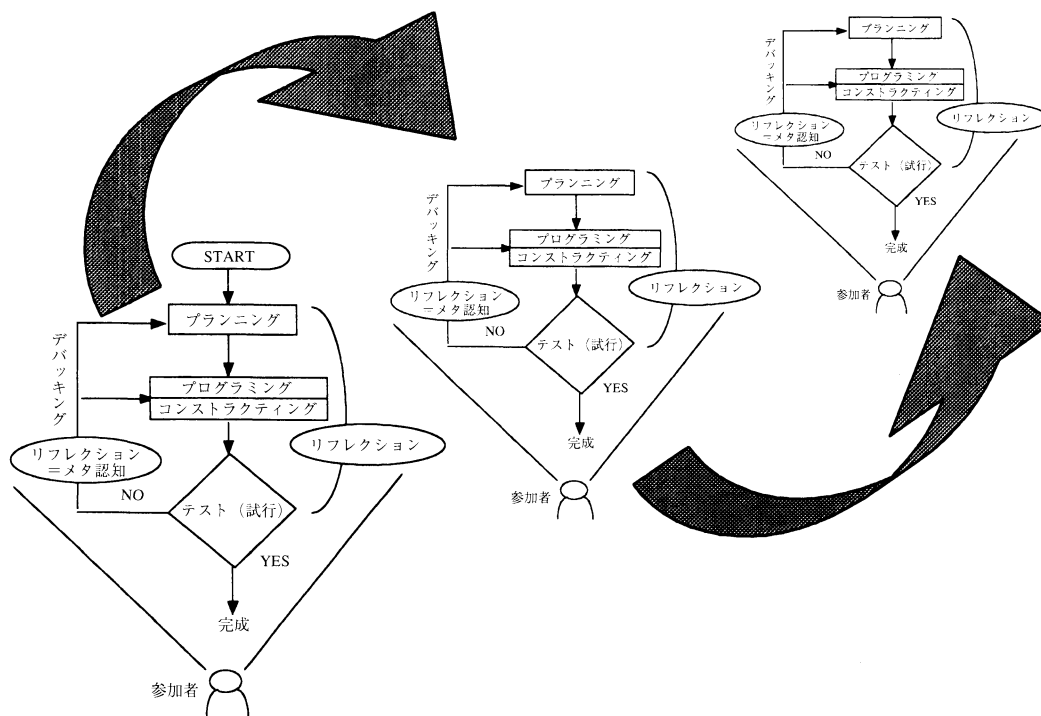 START
プランニング
プログラミング
コンストラクティング
デバッキング
リフレクション
＝メタ認知
リフレクション
NO
テスト（試行）
YES
完成
参加者
プランニング
プログラミング
コンストラクティング
デバッキング
リフレクション
＝メタ認知
リフレクション
NO
テスト（試行）
YES
完成
参加者
プランニング
プログラミング
コンストラクティング
デバッキング
リフレクション
＝メタ認知
リフレクション
NO
テスト（試行）
YES
完成
参加者